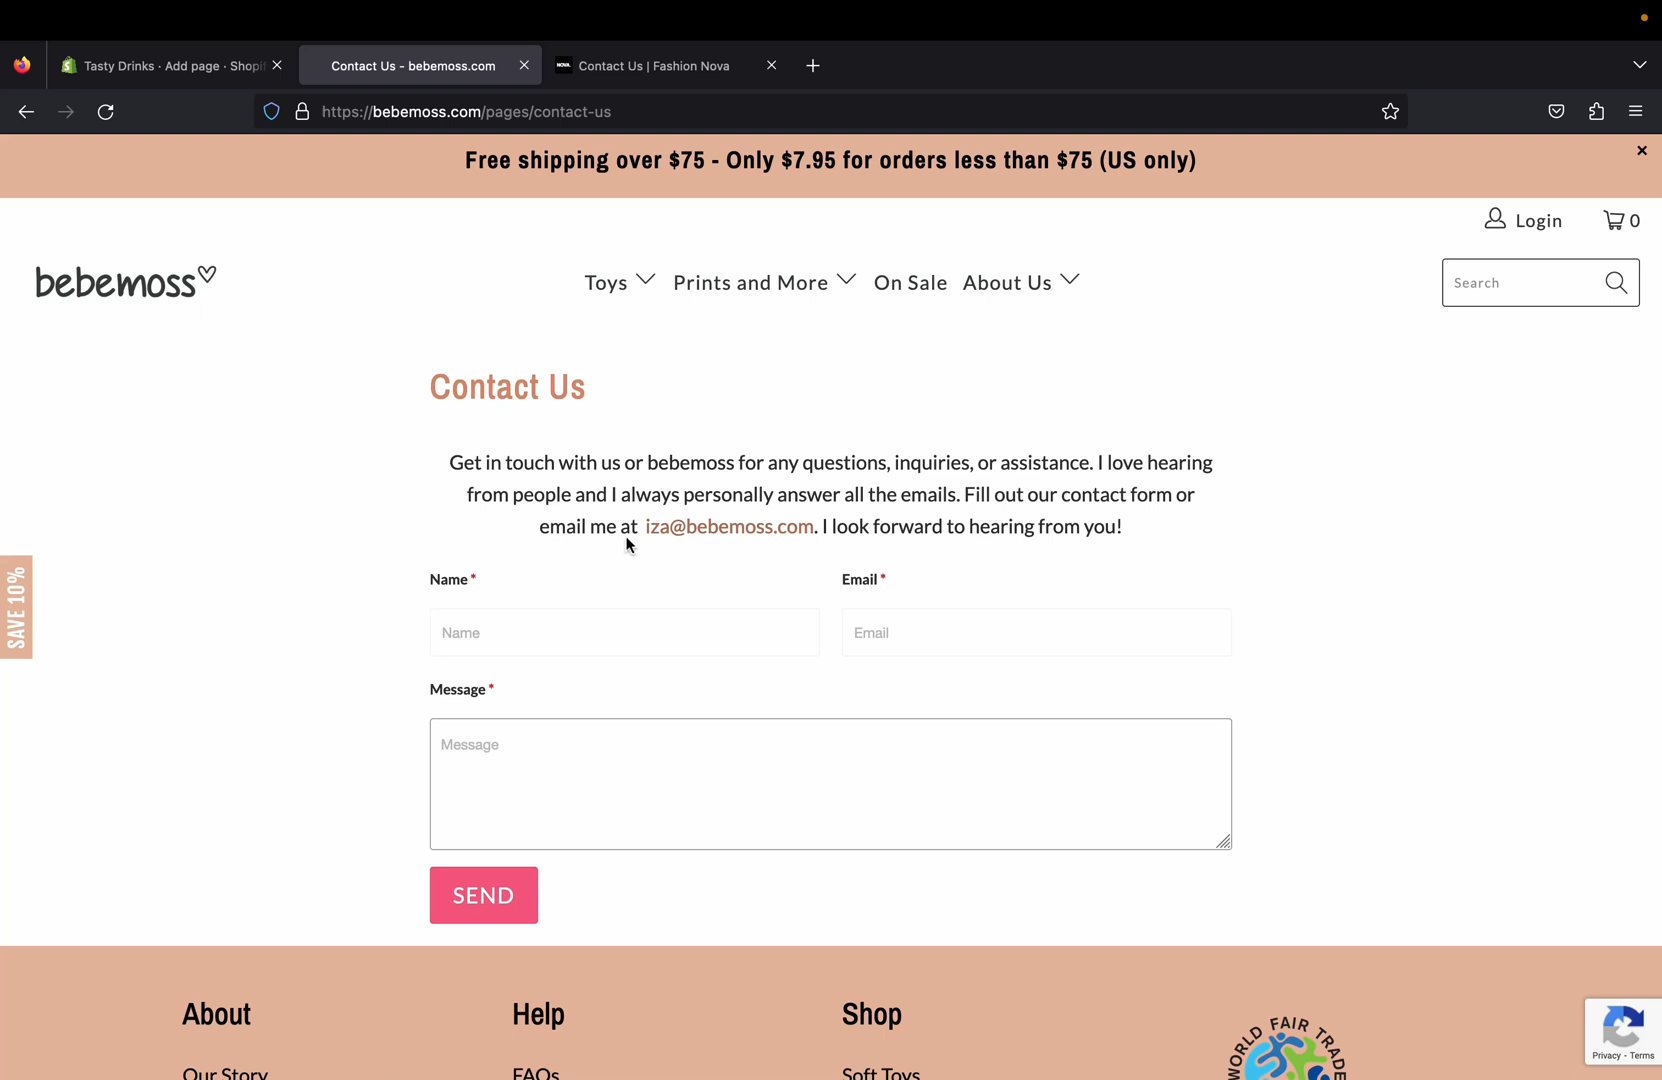 Tasty Drinks · Add page · Shopif
Contact Us - bebemoss.com
NOVA
Contact Us | Fashion Nova
https://bebemoss.com/pages/contact-us
Free shipping over $75 - Only $7.95 for orders less than $75 (US only)
Login
0
bebemoss
Toys
Prints and More
On Sale
About Us
Search
Contact Us
Get in touch with us or bebemoss for any questions, inquiries, or assistance. I love hearing
from people and I always personally answer all the emails. Fill out our contact form or
email me at iza@bebemoss.com. I look forward to hearing from you!
SAVE 10%
Name *
Email *
Name
Email
Message *
Message
SEND
About
Help
Shop
WORLD FAIR TRADE
Our Story
FAQs
Soft Toys
Privacy - Terms